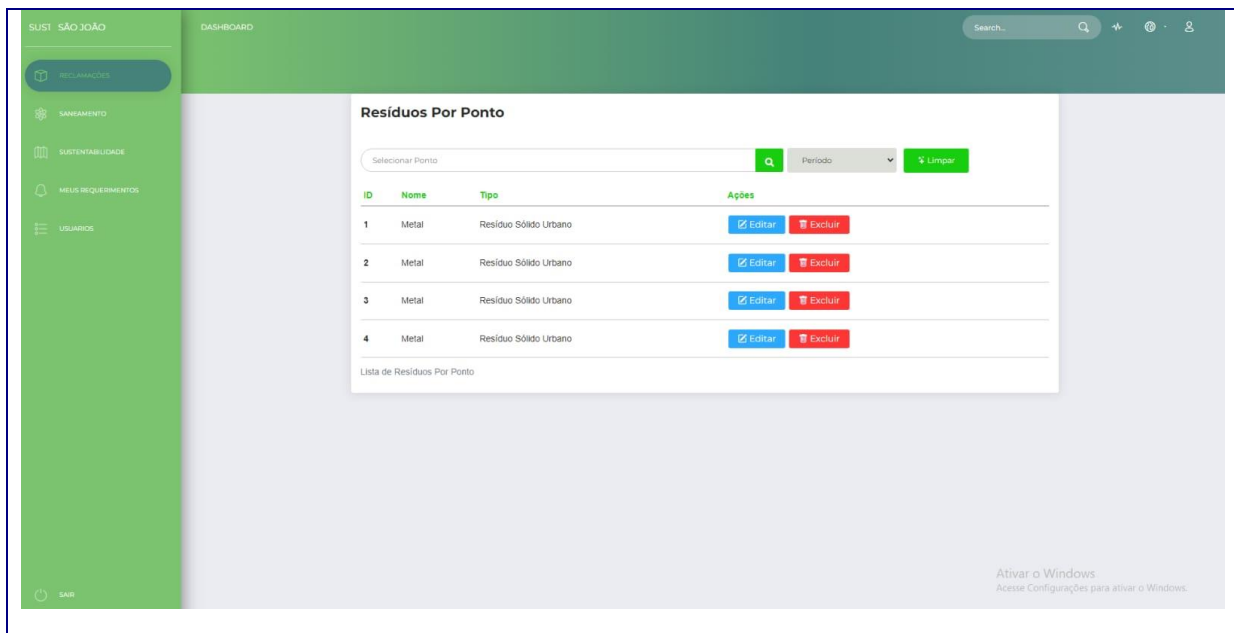 SUST SÃO JOÃO
DASHBOARD
Search...
RECLAMAÇÕES
SANEAMENTO
SUSTENTABILIDADE
MEUS REQUERIMENTOS
USUARIOS
SAIR
Resíduos Por Ponto
Selecionar Ponto
Período
Limpar
ID Nome Tipo Ações
1 Metal Resíduo Sólido Urbano Editar Excluir
2 Metal Resíduo Sólido Urbano Editar Excluir
3 Metal Resíduo Sólido Urbano Editar Excluir
4 Metal Resíduo Sólido Urbano Editar Excluir
Lista de Resíduos Por Ponto
Ativar o Windows
Acesse Configurações para ativar o Windows.